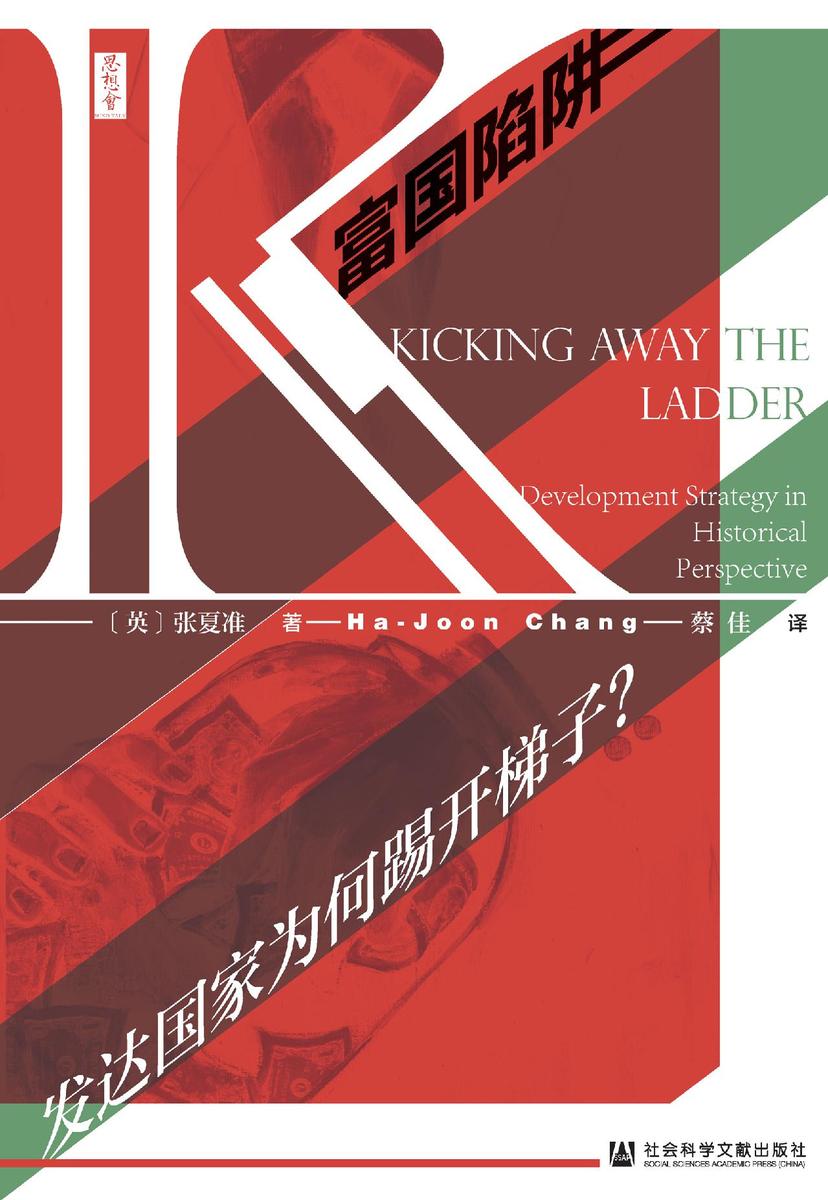 思想會
MINDTALK
富国陷阱
KICKING AWAY THE
LADDER
Development Strategy in
Historical
Perspective
〔英〕张夏准 著 Ha-Joon Chang 蔡佳 译
发达国家为何踢开梯子?
SSAP
社会科学文献出版社
SOCIAL SCIENCES ACADEMIC PRESS (CHINA)